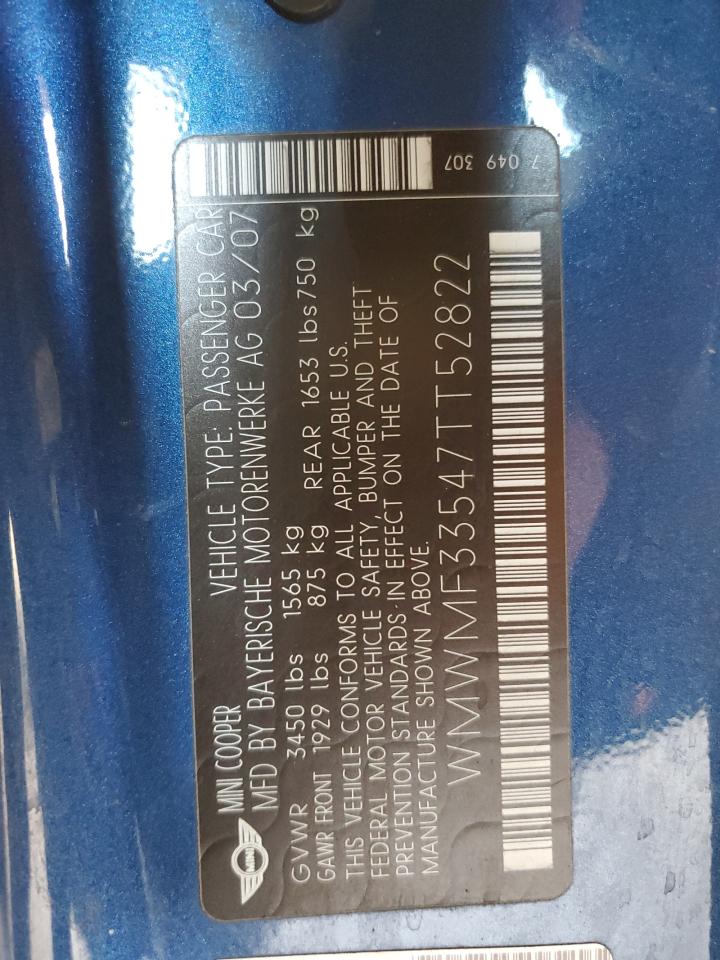 MINI
MINI COOPER VEHICLE TYPE: PASSENGER CAR
MFD BY BAYERISCHE MOTORENWERKE AG 03/07
GVWR 3450 lbs 1565 kg
GAWR FRONT 1929 lbs 875 kg REAR 1653 lbs 750 kg
THIS VEHICLE CONFORMS TO ALL APPLICABLE U.S.
FEDERAL MOTOR VEHICLE SAFETY, BUMPER AND THEFT
PREVENTION STANDARDS IN EFFECT ON THE DATE OF
MANUFACTURE SHOWN ABOVE.
WMWMF33547TT52822
7 049 307